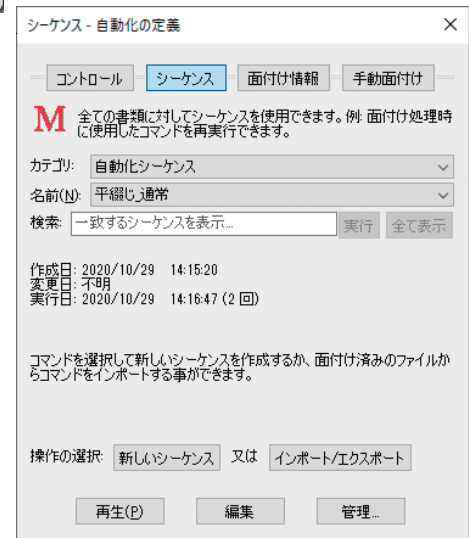 シーケンス - 自動化の定義
コントロール シーケンス 面付け情報 手動面付け
M 全ての書類に対してシーケンスを使用できます。例: 面付け処理時
に使用したコマンドを再実行できます。
カテゴリ: 自動化シーケンス
名前(N): 平綴じ_通常
検索: 一致するシーケンスを表示... 実行 全て表示
作成日: 2020/10/29 14:15:20
変更日: 不明
実行日: 2020/10/29 14:16:47 (2 回)
コマンドを選択して新しいシーケンスを作成するか、面付け済みのファイルか
らコマンドをインポートする事ができます。
操作の選択: 新しいシーケンス 又は インポート/エクスポート
再生(P) 編集 管理...